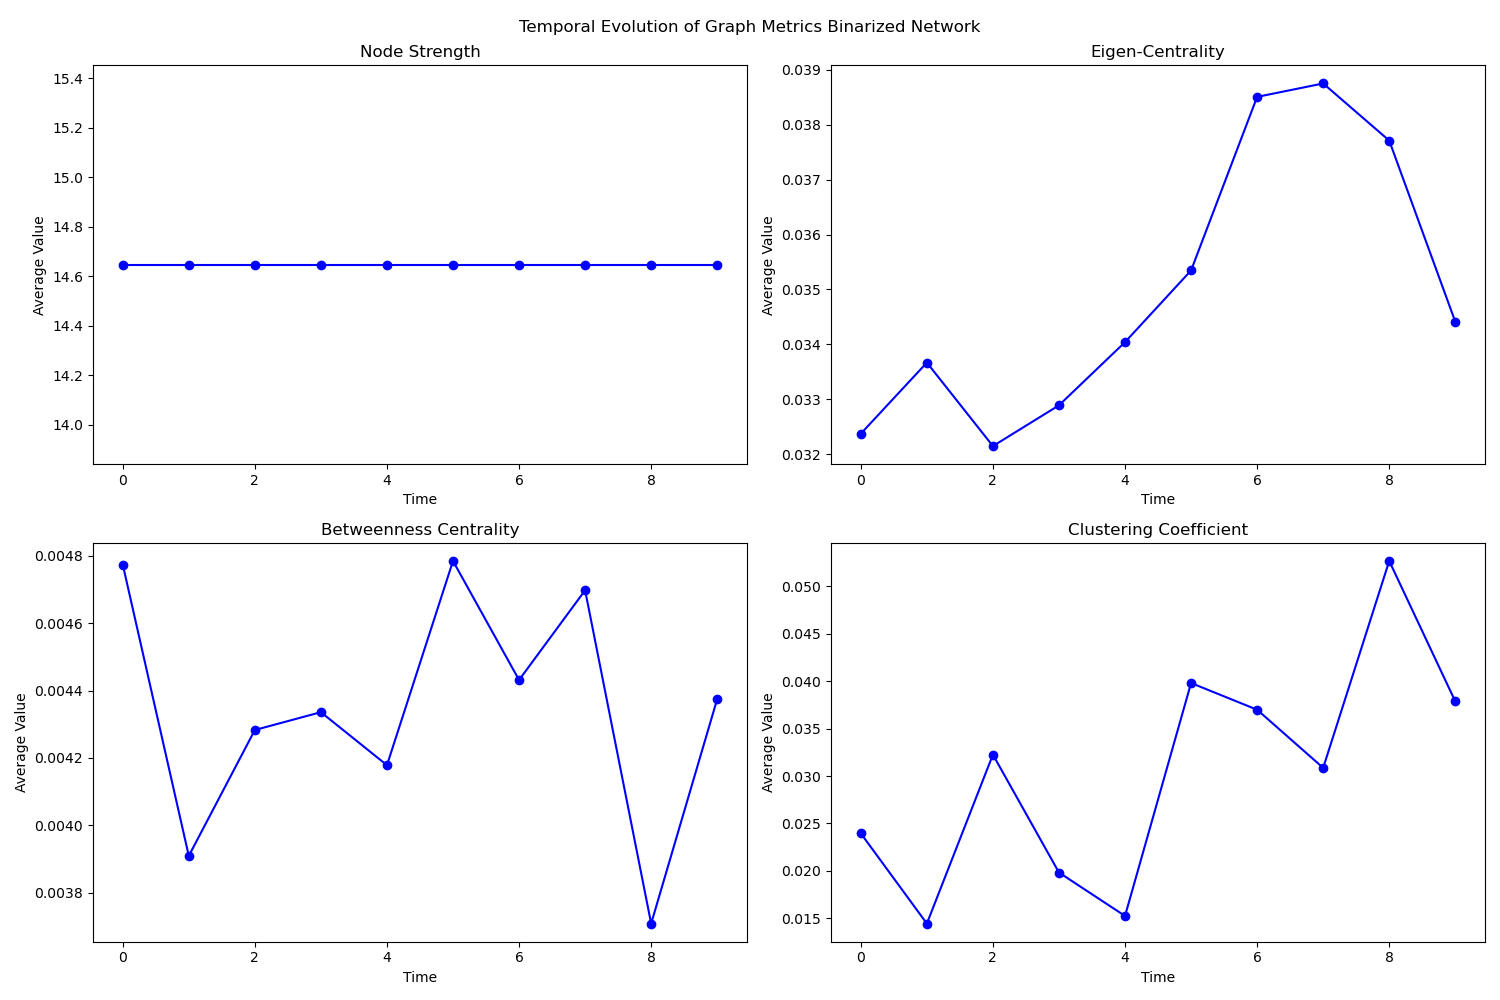 Temporal Evolution of Graph Metrics Binarized Network
Node Strength
15.4
15.2
15.0
14.8
14.6
14.4
14.2
14.0
Average Value
0 2 4 6 8
Time
Eigen-Centrality
0.039
0.038
0.037
0.036
0.035
0.034
0.033
0.032
Average Value
0 2 4 6 8
Time
Betweenness Centrality
0.0048
0.0046
0.0044
0.0042
0.0040
0.0038
Average Value
0 2 4 6 8
Time
Clustering Coefficient
0.050
0.045
0.040
0.035
0.030
0.025
0.020
0.015
Average Value
0 2 4 6 8
Time